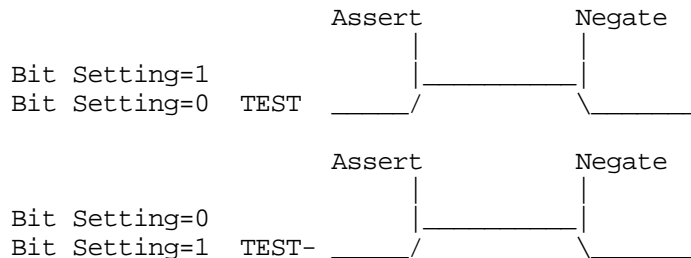 Assert Negate
Bit Setting=1
Bit Setting=0 TEST
Assert Negate
Bit Setting=0
Bit Setting=1 TEST-